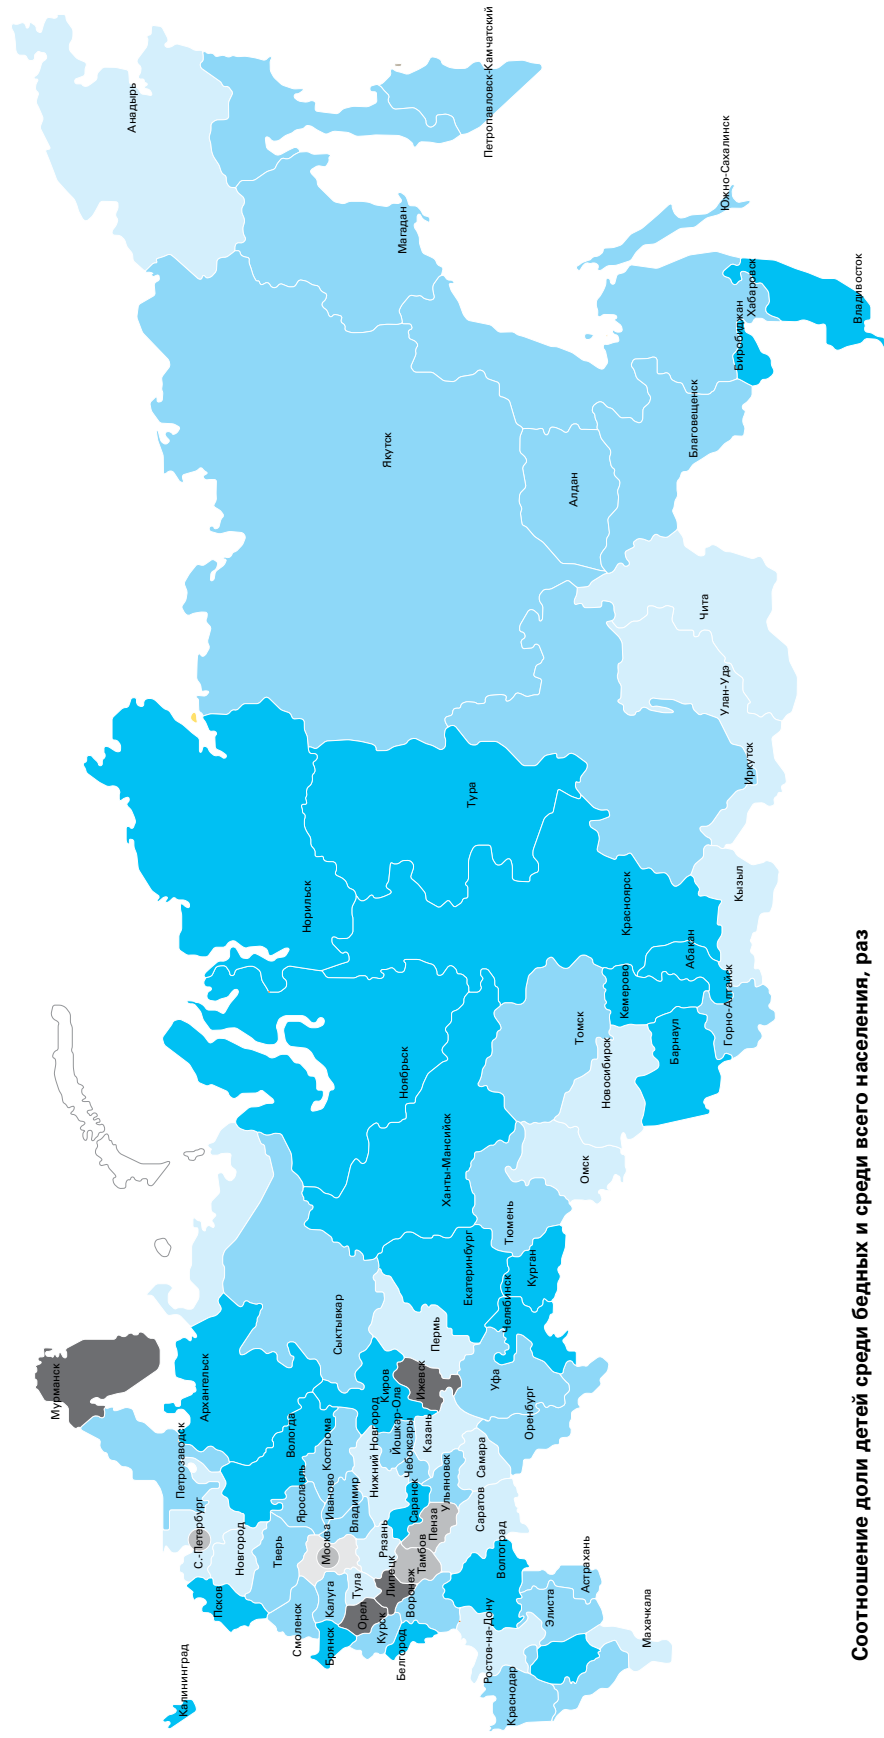 Анадырь
Петропавловск-Камчатский
Магадан
Южно-Сахалинск
Якутск
Алдан
Биробиджан
Хабаровск
Владивосток
Благовещенск
Чита
Улан-Удэ
Иркутск
Тура
Норильск
Красноярск
Кызыл
Абакан
Кемерово
Горно-Алтайск
Барнаул
Томск
Новосибирск
Омск
Ноябрьск
Ханты-Мансийск
Тюмень
Екатеринбург
Курган
Челябинск
Мурманск
Архангельск
Сыктывкар
Пермь
Ижевск
Киров
Уфа
Оренбург
Петрозаводск
Вологда
Кострома
Нижний Новгород
Йошкар-Ола
Чебоксары
Казань
Ульяновск
Самара
Саратов
С.-Петербург
Новгород
Псков
Тверь
Ярославль
Иваново
Владимир
Москва
Рязань
Саранск
Пенза
Тамбов
Смоленск
Калуга
Тула
Липецк
Воронеж
Брянск
Орел
Курск
Белгород
Калининград
Волгоград
Ростов-на-Дону
Элиста
Астрахань
Краснодар
Махачкала
Соотношение доли детей среди бедных и среди всего населения, раз